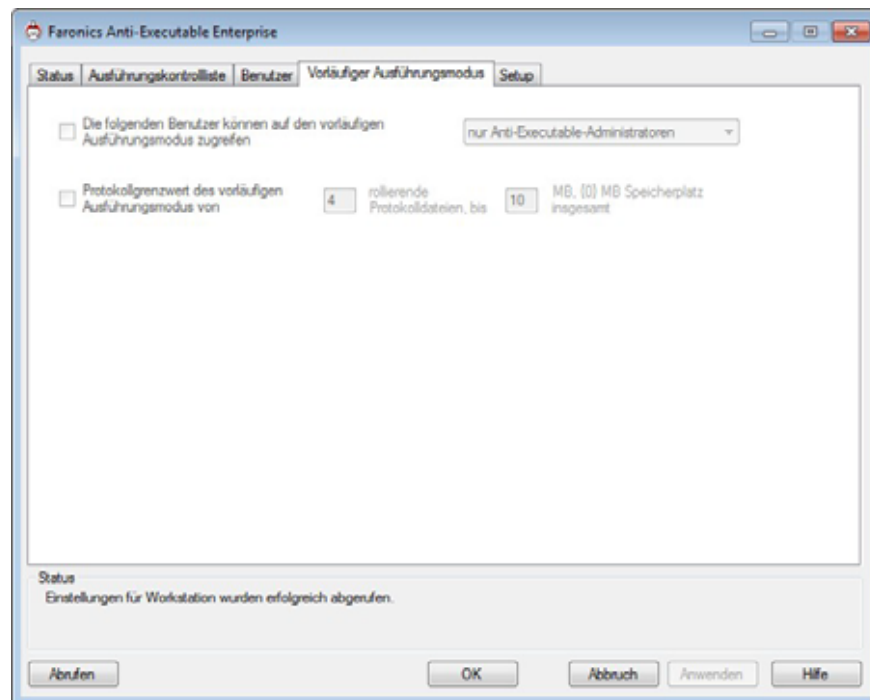 Faronics Anti-Executable Enterprise
Status Ausführungskontrolliste Benutzer Vorläufiger Ausführungsmodus Setup
Die folgenden Benutzer können auf den vorläufigen
Ausführungsmodus zugreifen
nur Anti-Executable-Administratoren
Protokollgrenzwert des vorläufigen
Ausführungsmodus von
4
rollierende
Protokolldateien, bis
10
MB, {0} MB Speicherplatz
insgesamt
Status
Einstellungen für Workstation wurden erfolgreich abgerufen.
Abrufen OK Abbruch Anwenden Hilfe